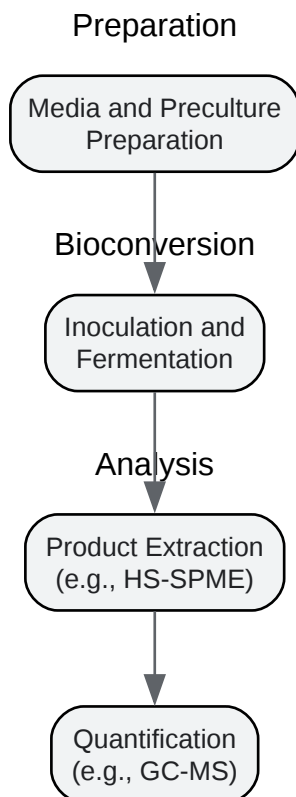 Preparation
Media and Preculture
Preparation
Bioconversion
Inoculation and
Fermentation
Analysis
Product Extraction
(e.g., HS-SPME)
Quantification
(e.g., GC-MS)